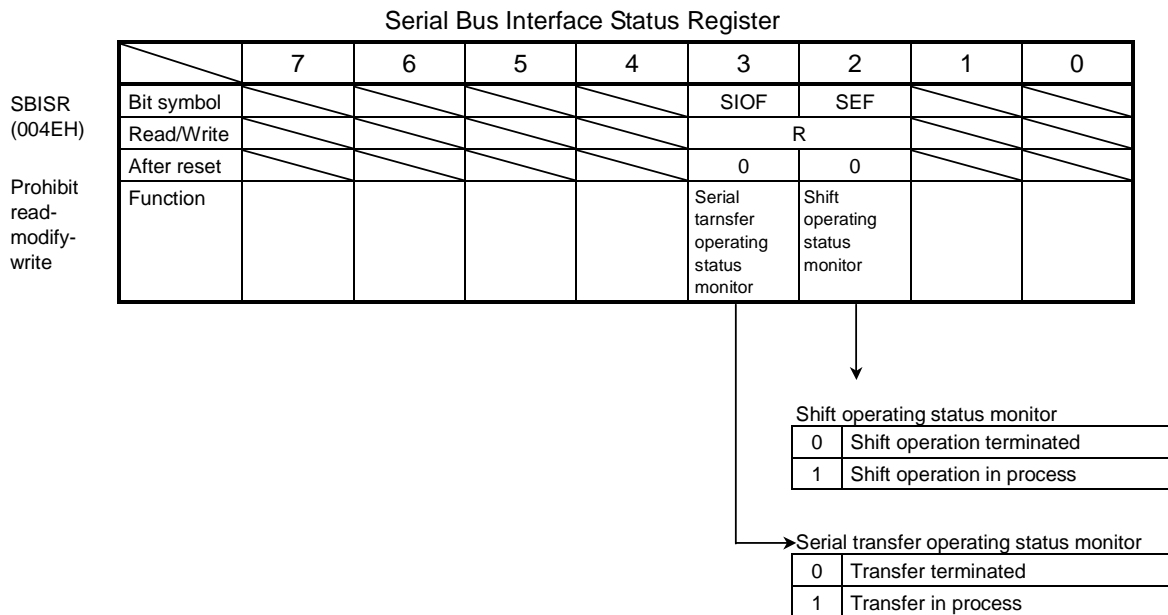 Serial Bus Interface Status Register
7 6 5 4 3 2 1 0
SBISR
(004EH)
Prohibit
read-
modify-
write
Bit symbol SIOF SEF
Read/Write R
After reset 0 0
Function
Serial
tarnsfer
operating
status
monitor
Shift
operating
status
monitor
Shift operating status monitor
0 Shift operation terminated
1 Shift operation in process
Serial transfer operating status monitor
0 Transfer terminated
1 Transfer in process